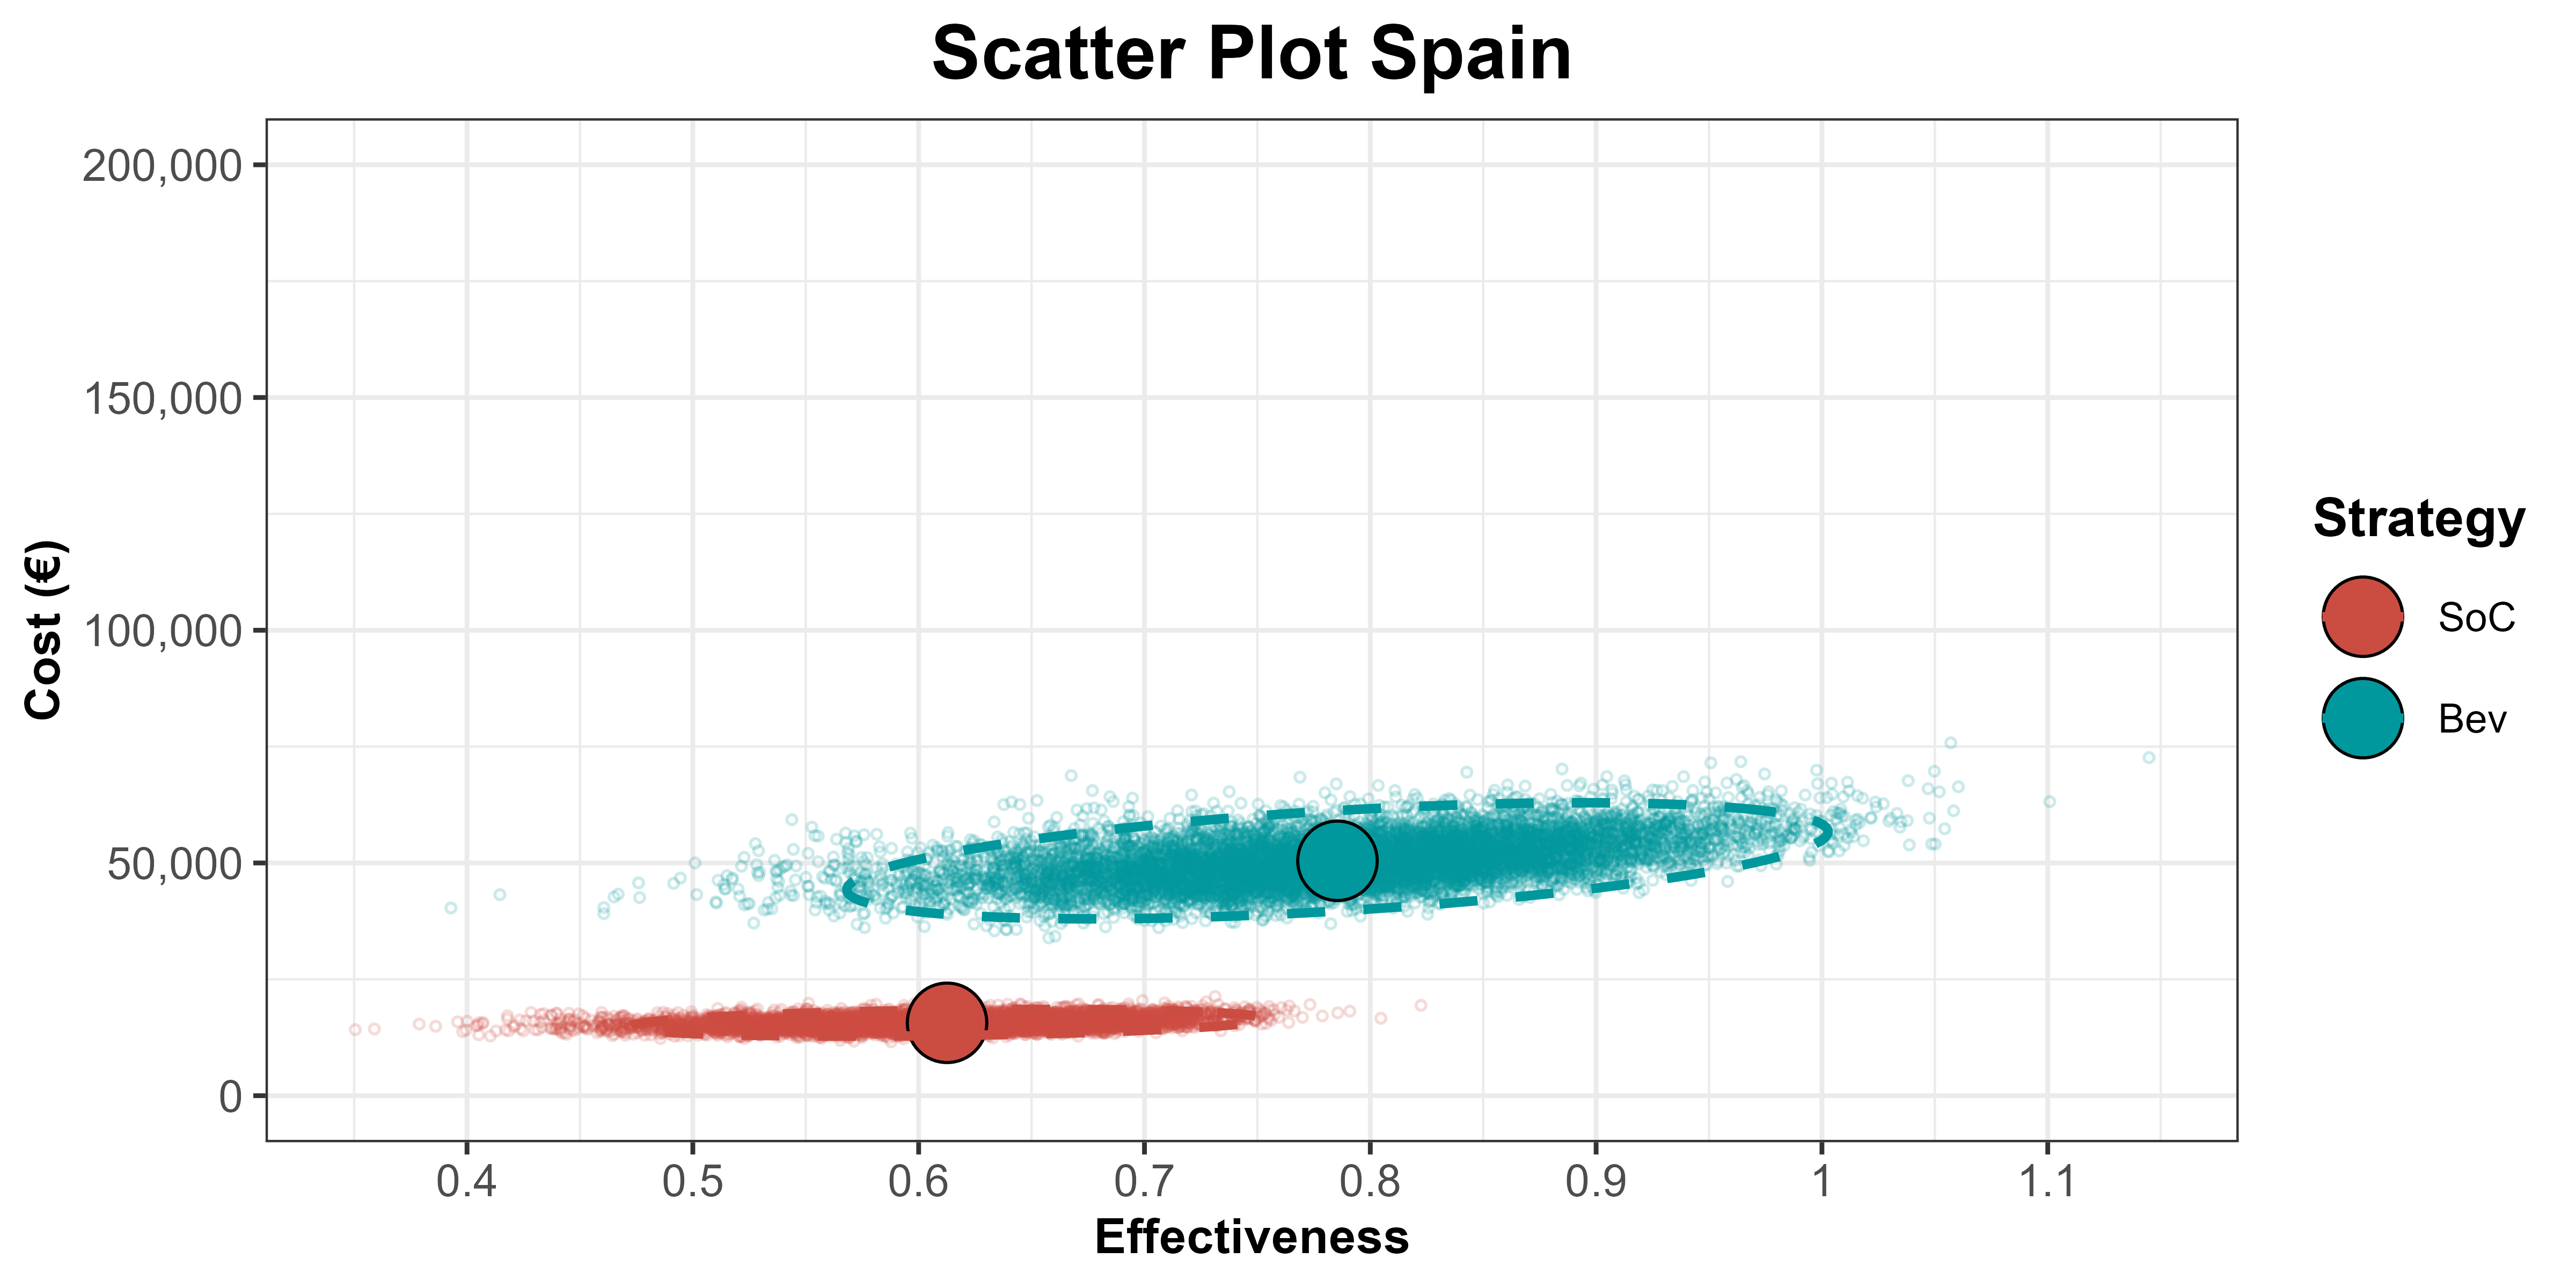 Scatter Plot Spain
Cost (€)
200,000
150,000
100,000
50,000
0
0.4 0.5 0.6 0.7 0.8 0.9 1 1.1
Effectiveness
Strategy
SoC
Bev